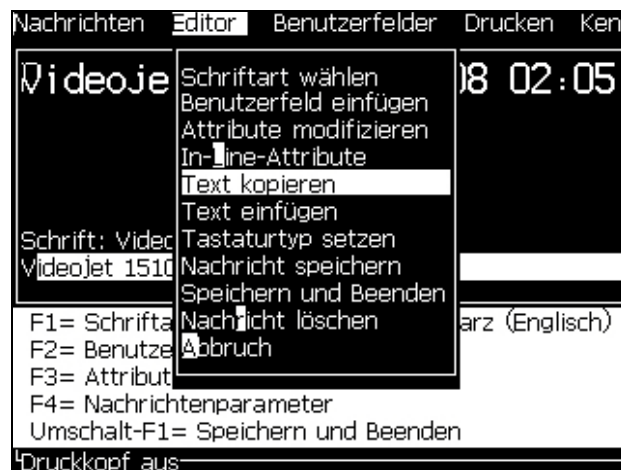 Nachrichten Editor Benutzerfelder Drucken Ken
Videoje 08 02:05
Schriftart wählen
Benutzerfeld einfügen
Attribute modifizieren
In-Line-Attribute
Text kopieren
Text einfügen
Schrift: Videc Tastaturtyp setzen
Videojet 1510 Nachricht speichern
Speichern und Beenden
F1= Schrifta Nachricht löschen arz (Englisch)
F2= Benutze Abbruch
F3= Attribut
F4= Nachrichtenparameter
Umschalt-F1= Speichern und Beenden
Druckkopf aus